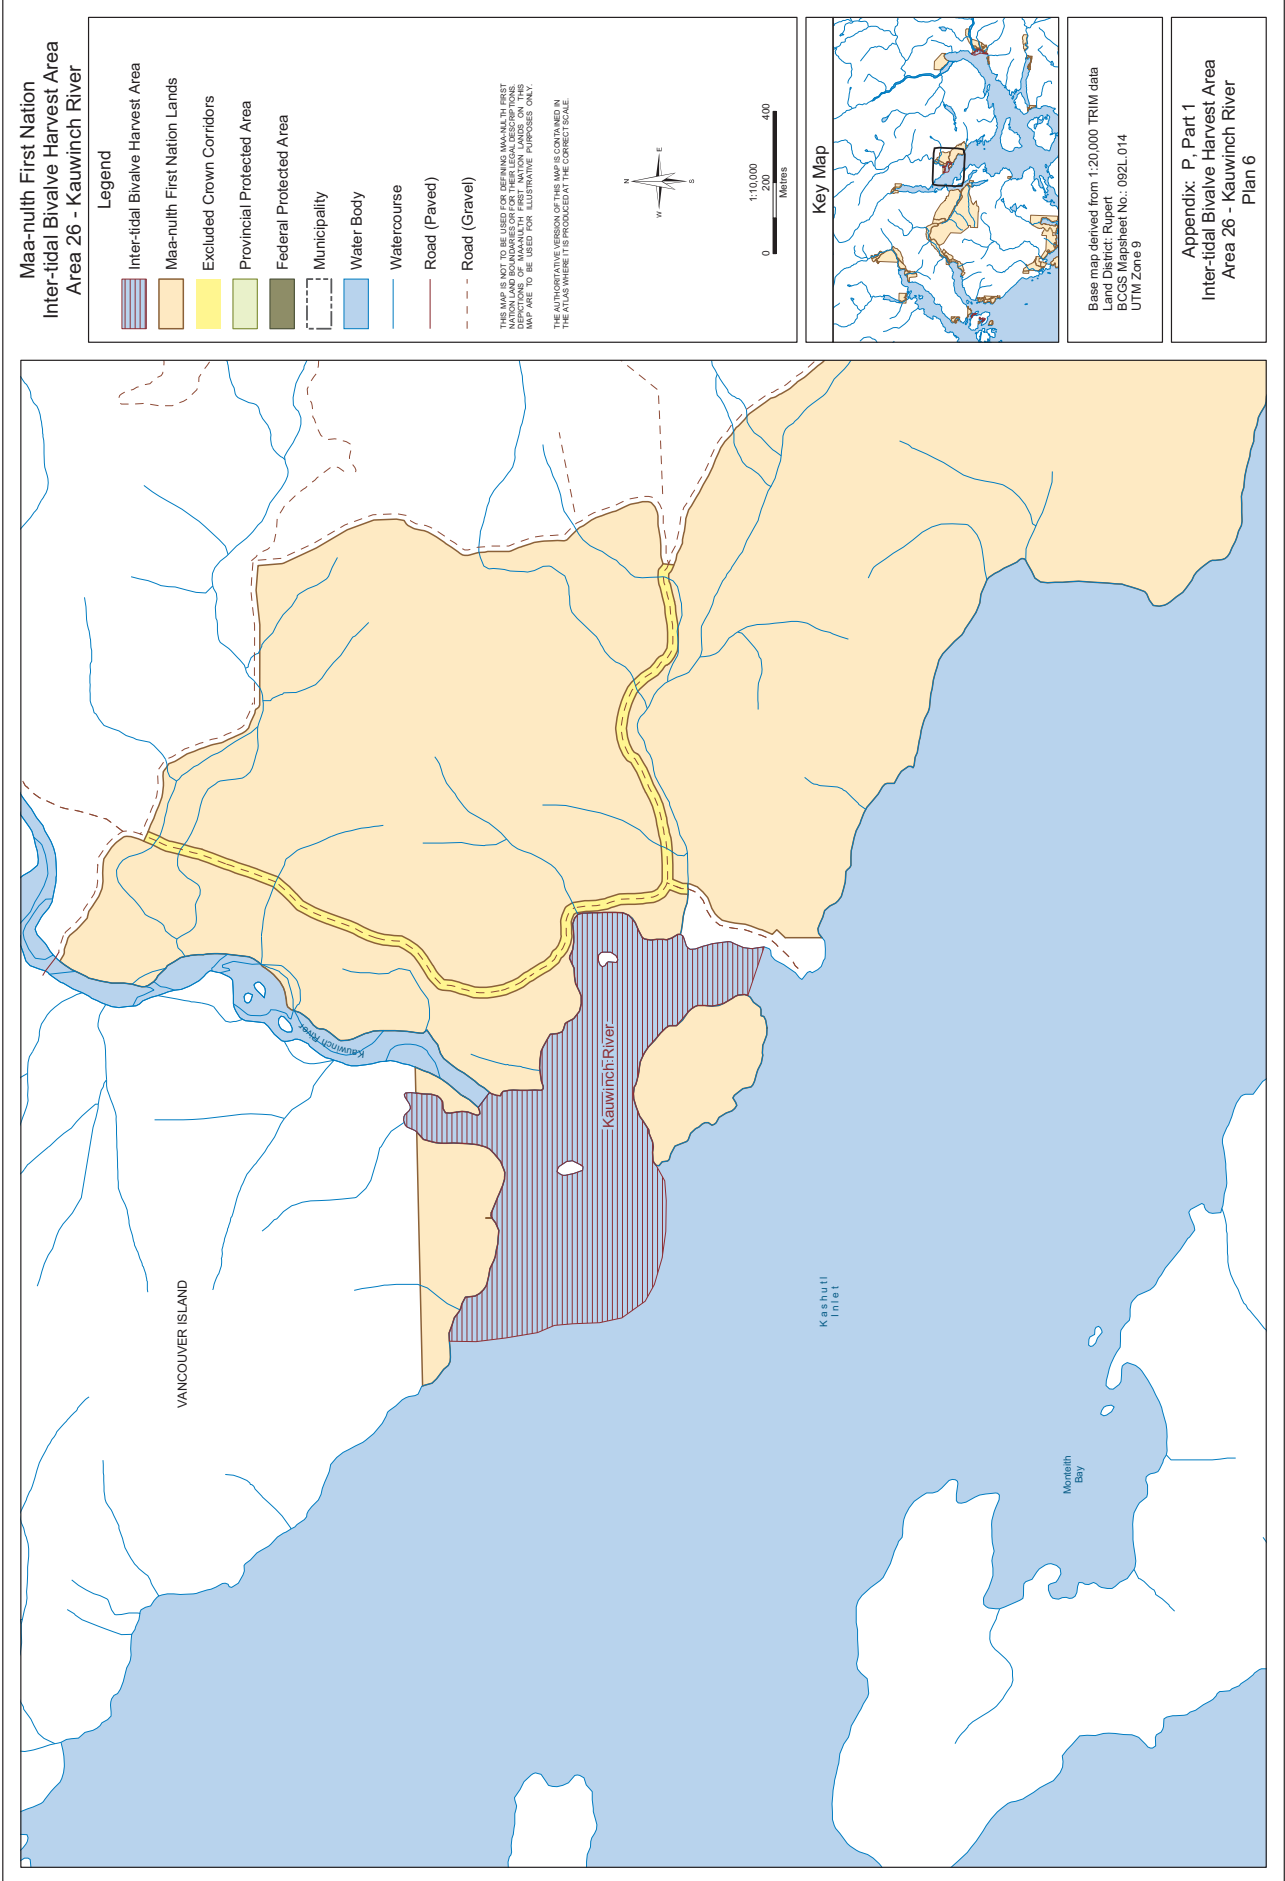 Maa-nulth First Nation
Inter-tidal Bivalve Harvest Area
Area 26 - Kauwinch River
Legend
Inter-tidal Bivalve Harvest Area
Maa-nulth First Nation Lands
Excluded Crown Corridors
Provincial Protected Area
Federal Protected Area
Municipality
Water Body
Watercourse
Road (Paved)
Road (Gravel)
THIS MAP IS NOT TO BE USED FOR DEFINING MAA-NULTH FIRST
NATION LAND BOUNDARIES OR FOR THEIR LEGAL DESCRIPTIONS.
DEPICTIONS OF MAA-NULTH FIRST NATION LANDS ON THIS
MAP ARE TO BE USED FOR ILLUSTRATIVE PURPOSES ONLY.
THE AUTHORITATIVE VERSION OF THIS MAP IS CONTAINED IN
THE ATLAS WHERE IT IS PRODUCED AT THE CORRECT SCALE.
N
W E
S
1:10,000
0 200 400
Metres
Key Map
Base map derived from 1:20,000 TRIM data
Land District: Rupert
BCGS Mapsheet No.: 092L.014
UTM Zone 9
Appendix: P, Part 1
Inter-tidal Bivalve Harvest Area
Area 26 - Kauwinch River
Plan 6
VANCOUVER ISLAND
Kauwinch River
Kauwinch River
Kashutl
Inlet
Monteith
Bay